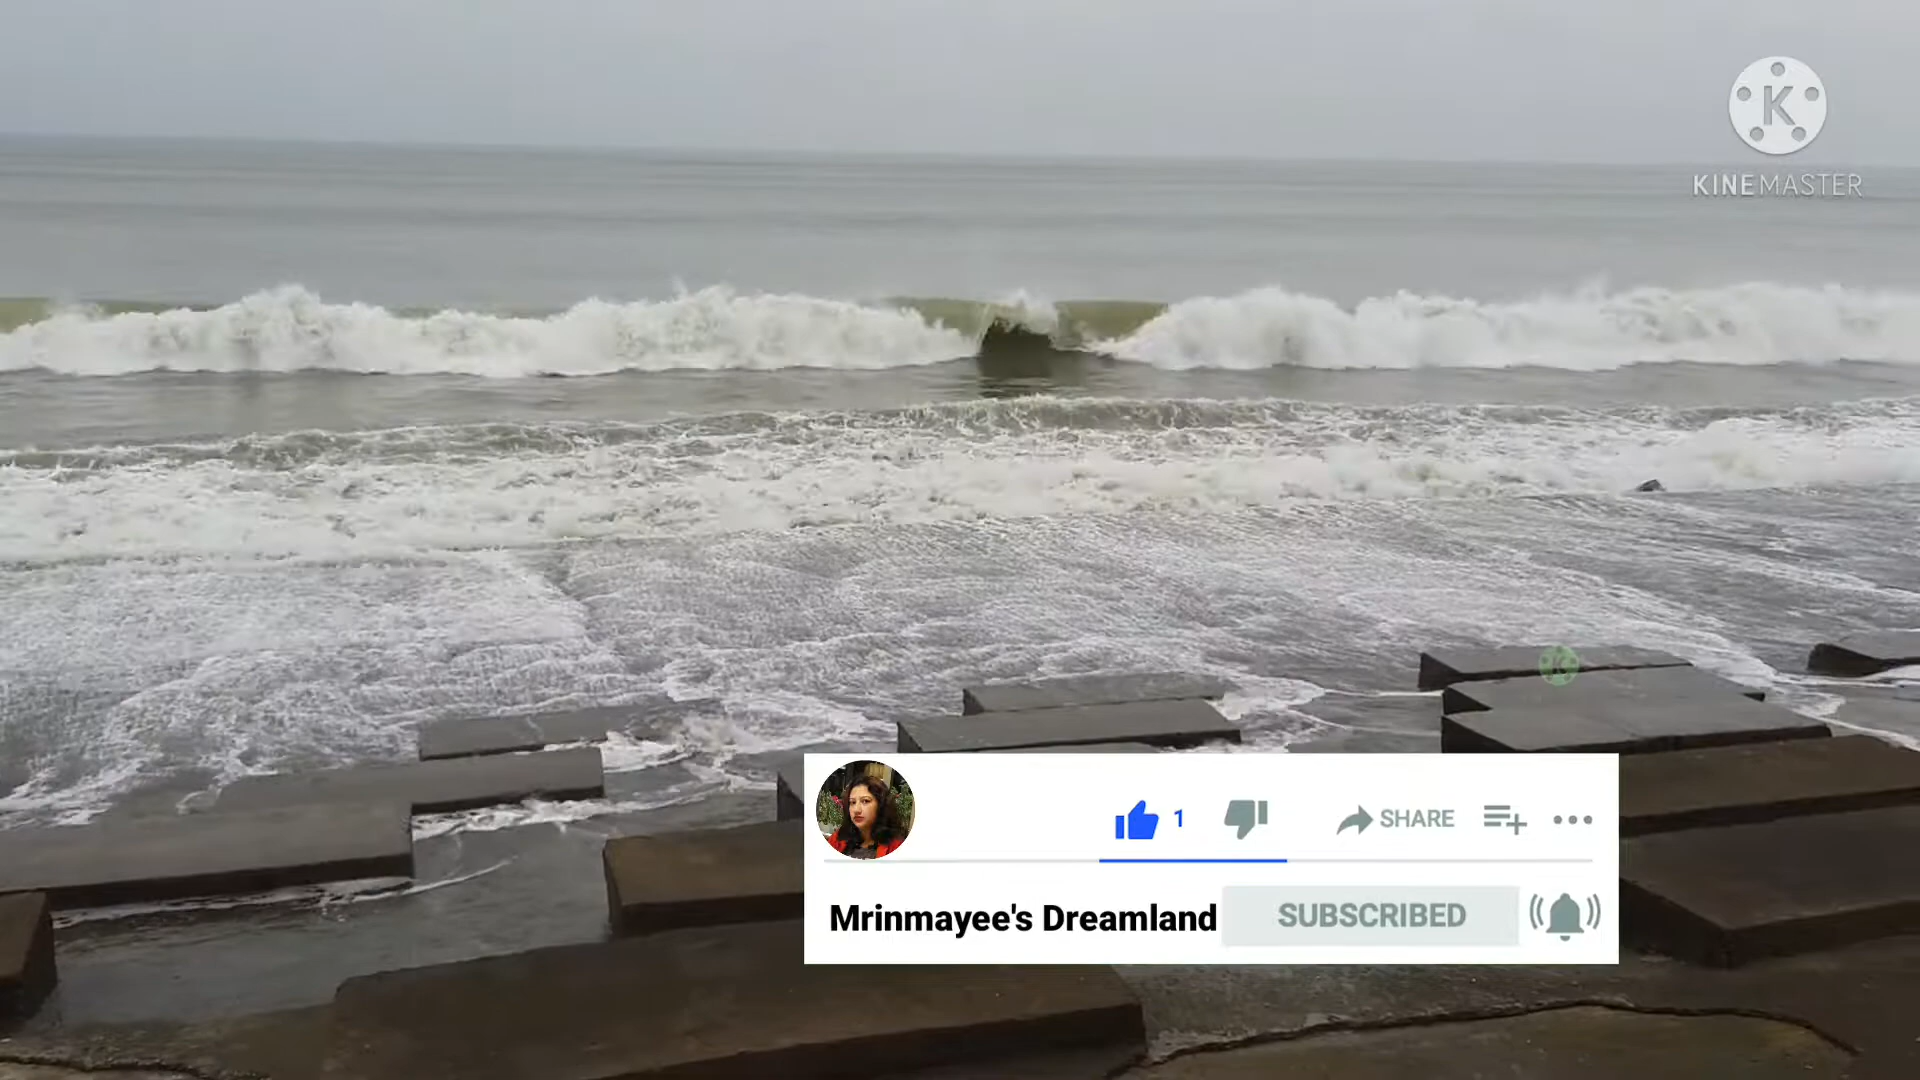 K
KINEMASTER
1
SHARE
Mrinmayee's Dreamland
SUBSCRIBED